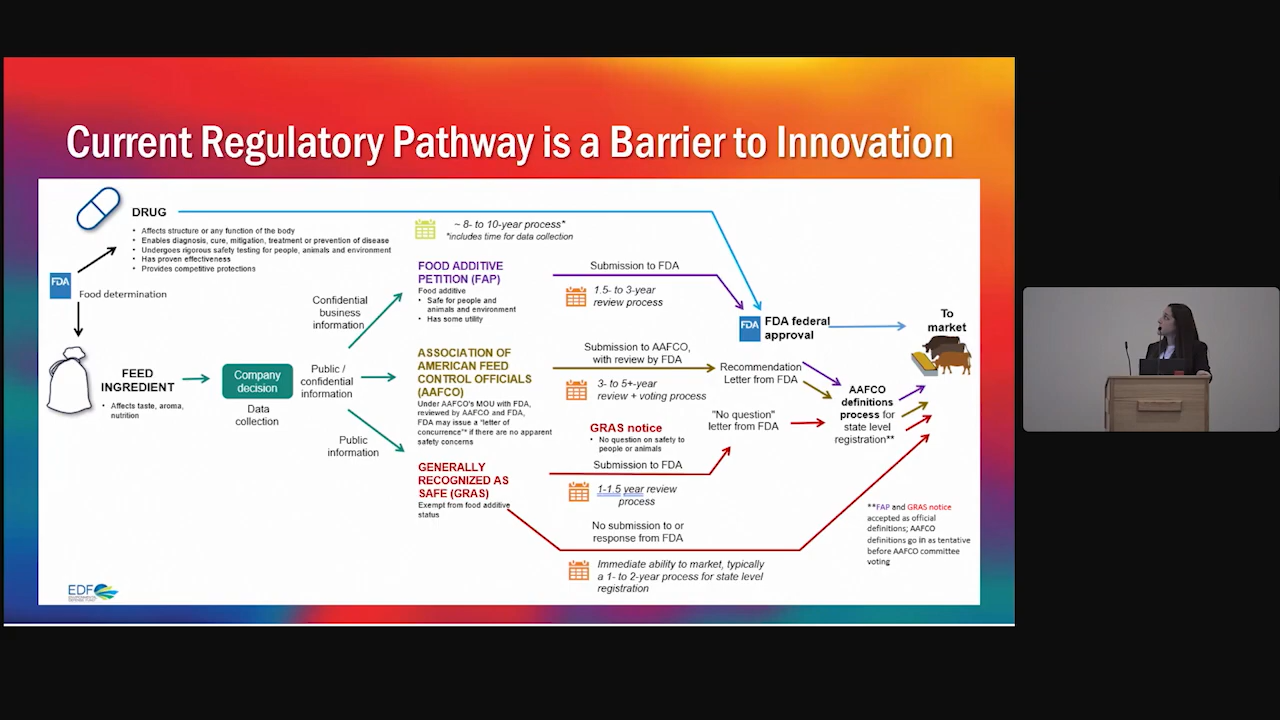 Current Regulatory Pathway is a Barrier to Innovation
DRUG
• Affects structure or any function of the body
• Enables diagnosis, cure, mitigation, treatment or prevention of disease
• Undergoes rigorous safety testing for people, animals and environment
• Has proven effectiveness
• Provides competitive protections
~ 8- to 10-year process*
*includes time for data collection
FDA
Food determination
FEED
INGREDIENT
• Affects taste, aroma,
nutrition
Company
decision
Data
collection
Confidential
business
information
Public /
confidential
information
Public
information
FOOD ADDITIVE
PETITION (FAP)
Food additive
• Safe for people and
animals and environment
• Has some utility
Submission to FDA
1.5- to 3-year
review process
FDA
FDA federal
approval
To
market
ASSOCIATION OF
AMERICAN FEED
CONTROL OFFICIALS
(AAFCO)
Under AAFCO's MOU with FDA,
reviewed by AAFCO and FDA,
FDA may issue a "letter of
concurrence"* if there are no apparent
safety concerns
Submission to AAFCO,
with review by FDA
3- to 5+-year
review + voting process
Recommendation
Letter from FDA
AAFCO
definitions
process for
state level
registration**
GRAS notice
• No question on safety to
people or animals
"No question"
letter from FDA
GENERALLY
RECOGNIZED AS
SAFE (GRAS)
Exempt from food additive
status
Submission to FDA
1-1.5 year review
process
No submission to or
response from FDA
Immediate ability to market, typically
a 1- to 2-year process for state level
registration
**FAP and GRAS notice
accepted as official
definitions; AAFCO
definitions go in as tentative
before AAFCO committee
voting
EDF